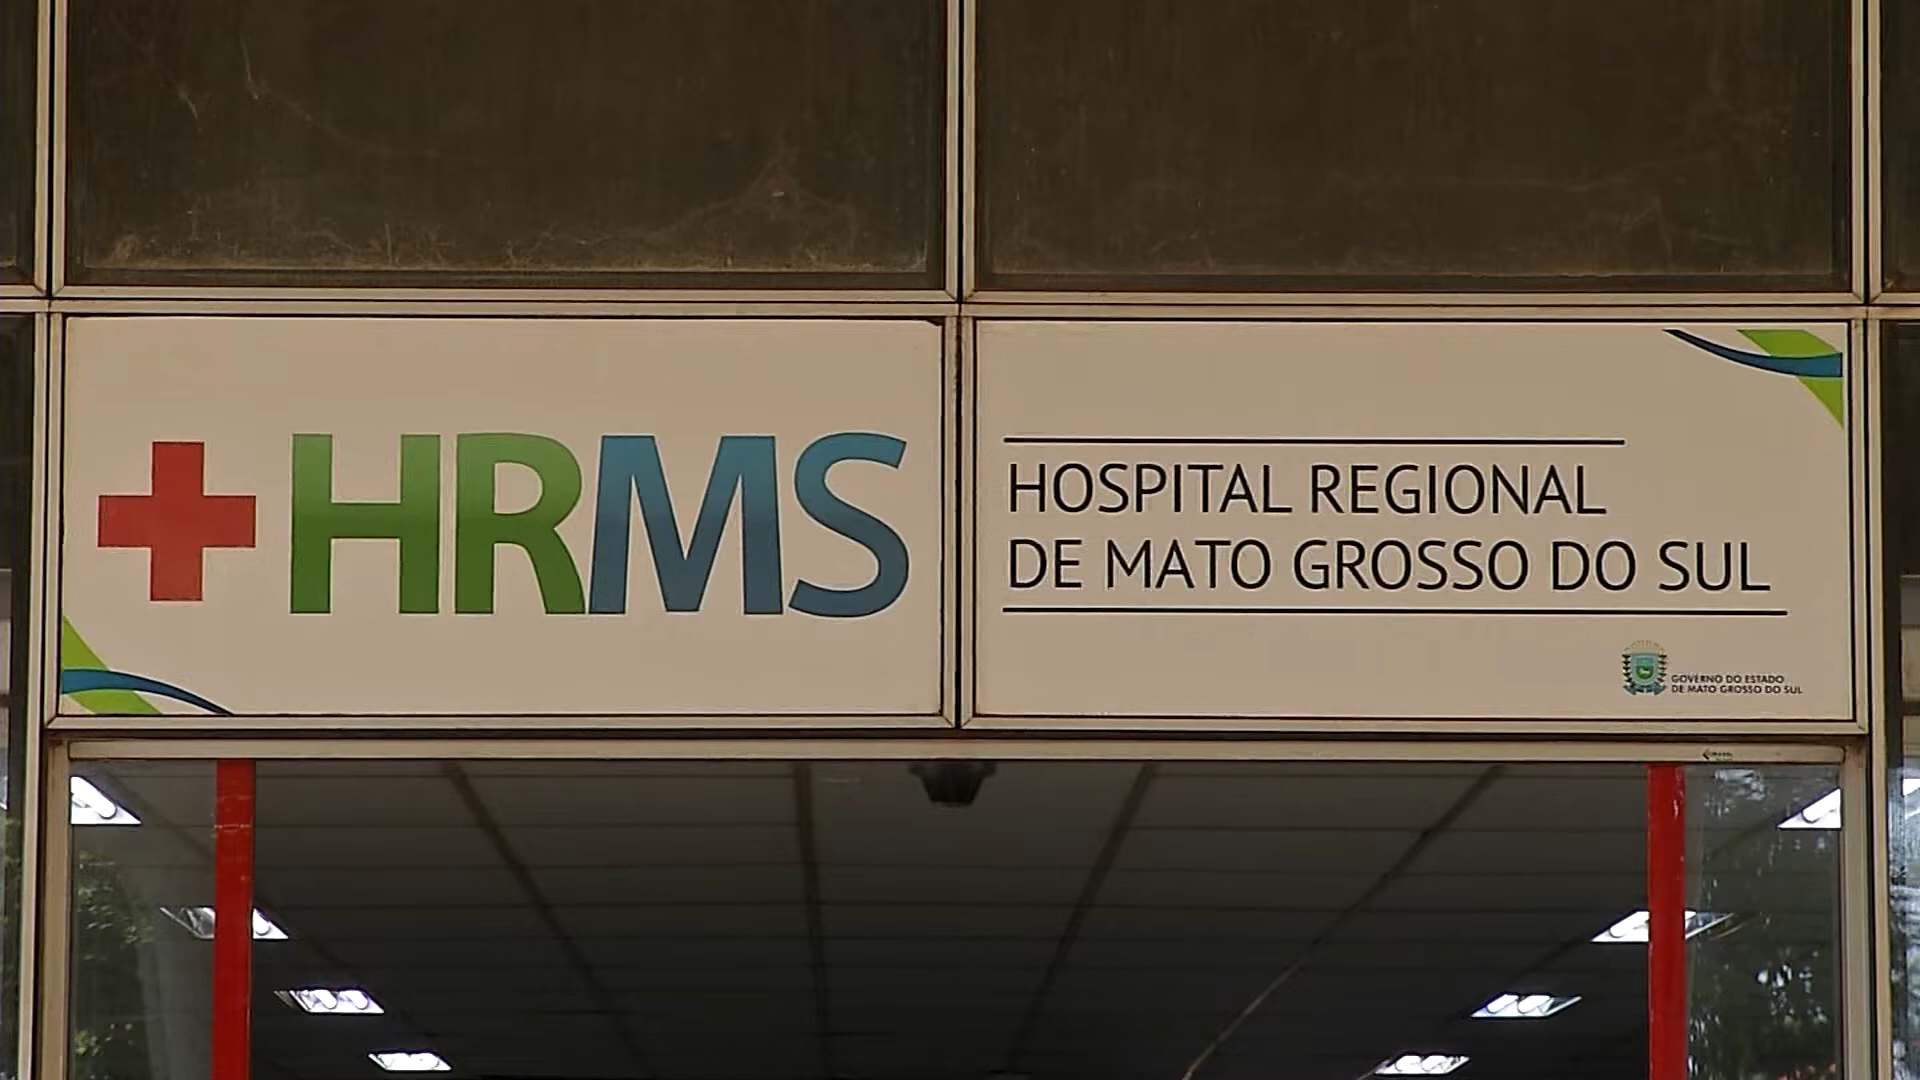 HRMS
HOSPITAL REGIONAL
DE MATO GROSSO DO SUL
GOVERNO DO ESTADO
DE MATO GROSSO DO SUL